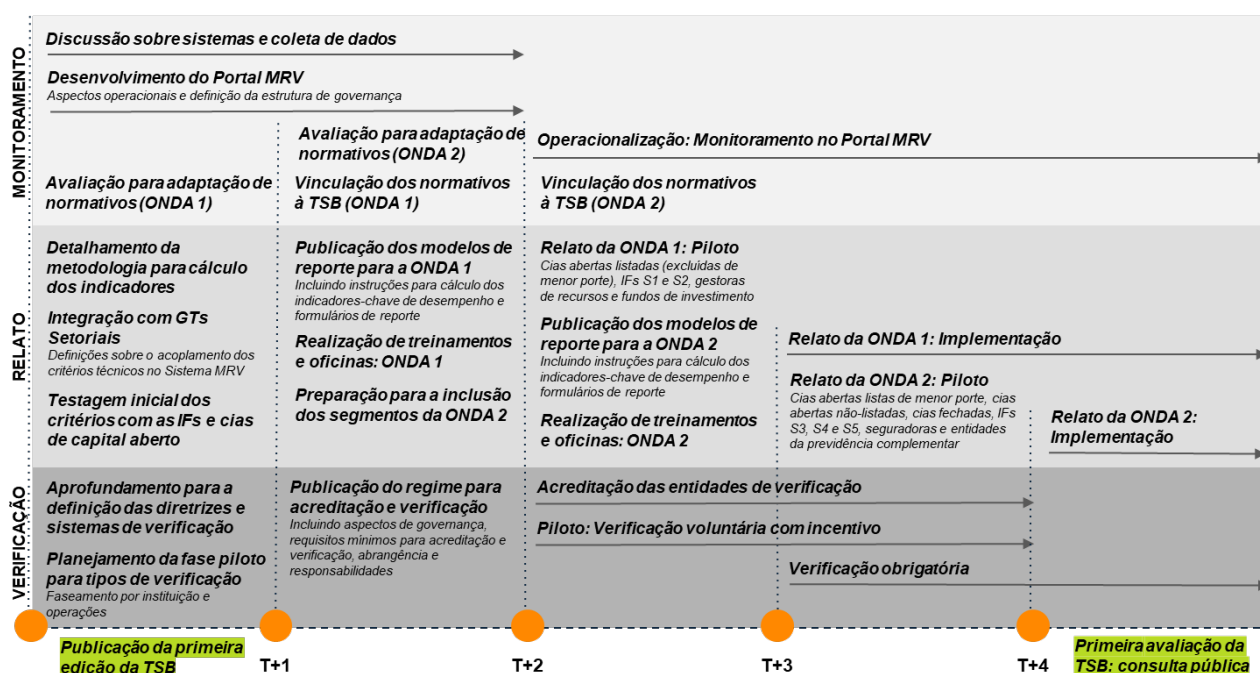 MONITORAMENTO
Discussão sobre sistemas e coleta de dados
Desenvolvimento do Portal MRV
Aspectos operacionais e definição da estrutura de governança
Avaliação para adaptação de
normativos (ONDA 1)
Avaliação para adaptação de
normativos (ONDA 2)
Vinculação dos normativos
à TSB (ONDA 1)
Operacionalização: Monitoramento no Portal MRV
Vinculação dos normativos
à TSB (ONDA 2)
RELATO
Detalhamento da
metodologia para cálculo
dos indicadores
Integração com GTs
Setoriais
Definições sobre o acoplamento dos
critérios técnicos no Sistema MRV
Testagem inicial dos
critérios com as IFs e cias
de capital aberto
Publicação dos modelos de
reporte para a ONDA 1
Incluindo instruções para cálculo dos
indicadores-chave de desempenho e
formulários de reporte
Realização de treinamentos
e oficinas: ONDA 1
Preparação para a inclusão
dos segmentos da ONDA 2
Relato da ONDA 1: Piloto
Cias abertas listadas (excluídas de
menor porte), IFs S1 e S2, gestoras
de recursos e fundos de investimento
Publicação dos modelos de
reporte para a ONDA 2
Incluindo instruções para cálculo dos
indicadores-chave de desempenho e
formulários de reporte
Realização de treinamentos
e oficinas: ONDA 2
Relato da ONDA 1: Implementação
Relato da ONDA 2: Piloto
Cias abertas listas de menor porte, cias
abertas não-listadas, cias fechadas, IFs
S3, S4 e S5, seguradoras e entidades
da previdência complementar
Relato da ONDA 2:
Implementação
VERIFICAÇÃO
Aprofundamento para a
definição das diretrizes e
sistemas de verificação
Planejamento da fase piloto
para tipos de verificação
Faseamento por instituição e
operações
Publicação do regime para
acreditação e verificação
Incluindo aspectos de governança,
requisitos mínimos para acreditação e
verificação, abrangência e
responsabilidades
Acreditação das entidades de verificação
Piloto: Verificação voluntária com incentivo
Verificação obrigatória
Publicação da primeira
edição da TSB
T+1
T+2
T+3
T+4
Primeira avaliação da
TSB: consulta pública